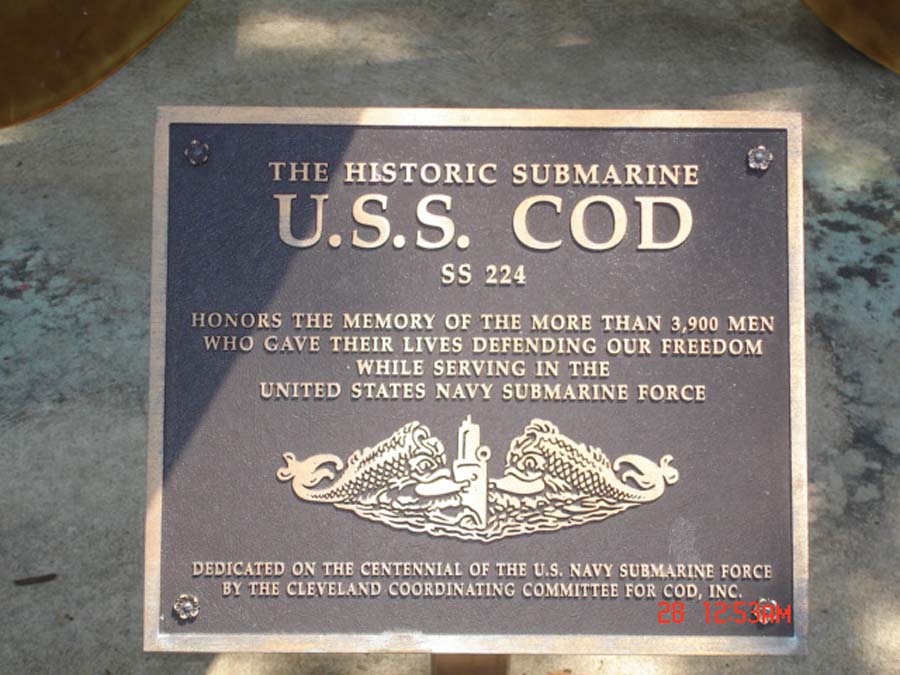 THE HISTORIC SUBMARINE
U.S.S. COD
SS 224
HONORS THE MEMORY OF THE MORE THAN 3,900 MEN
WHO GAVE THEIR LIVES DEFENDING OUR FREEDOM
WHILE SERVING IN THE
UNITED STATES NAVY SUBMARINE FORCE
DEDICATED ON THE CENTENNIAL OF THE U.S. NAVY SUBMARINE FORCE
BY THE CLEVELAND COORDINATING COMMITTEE FOR COD, INC.
28 12:53AM